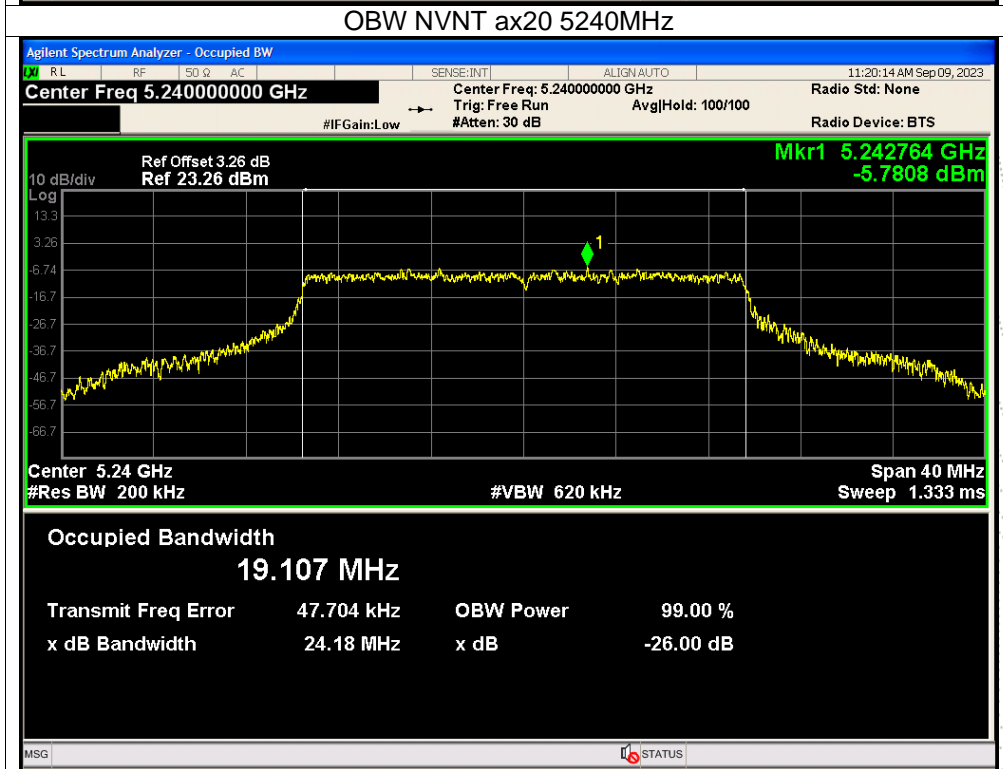 OBW NVNT ax20 5240MHz
Agilent Spectrum Analyzer - Occupied BW
LXI RL RF 50 Ω AC SENSE:INT ALIGN AUTO 11:20:14 AM Sep 09, 2023
Center Freq 5.240000000 GHz Center Freq: 5.240000000 GHz Radio Std: None
Trig: Free Run Avg|Hold: 100/100
#IFGain:Low #Atten: 30 dB Radio Device: BTS
Mkr1 5.242764 GHz
-5.7808 dBm
Ref Offset 3.26 dB
10 dB/div Ref 23.26 dBm
Log
13.3
3.26
1
-6.74
-16.7
-26.7
-36.7
-46.7
-56.7
-66.7
Center 5.24 GHz Span 40 MHz
#Res BW 200 kHz #VBW 620 kHz Sweep 1.333 ms
Occupied Bandwidth
19.107 MHz
Transmit Freq Error 47.704 kHz OBW Power 99.00 %
x dB Bandwidth 24.18 MHz x dB -26.00 dB
MSG STATUS